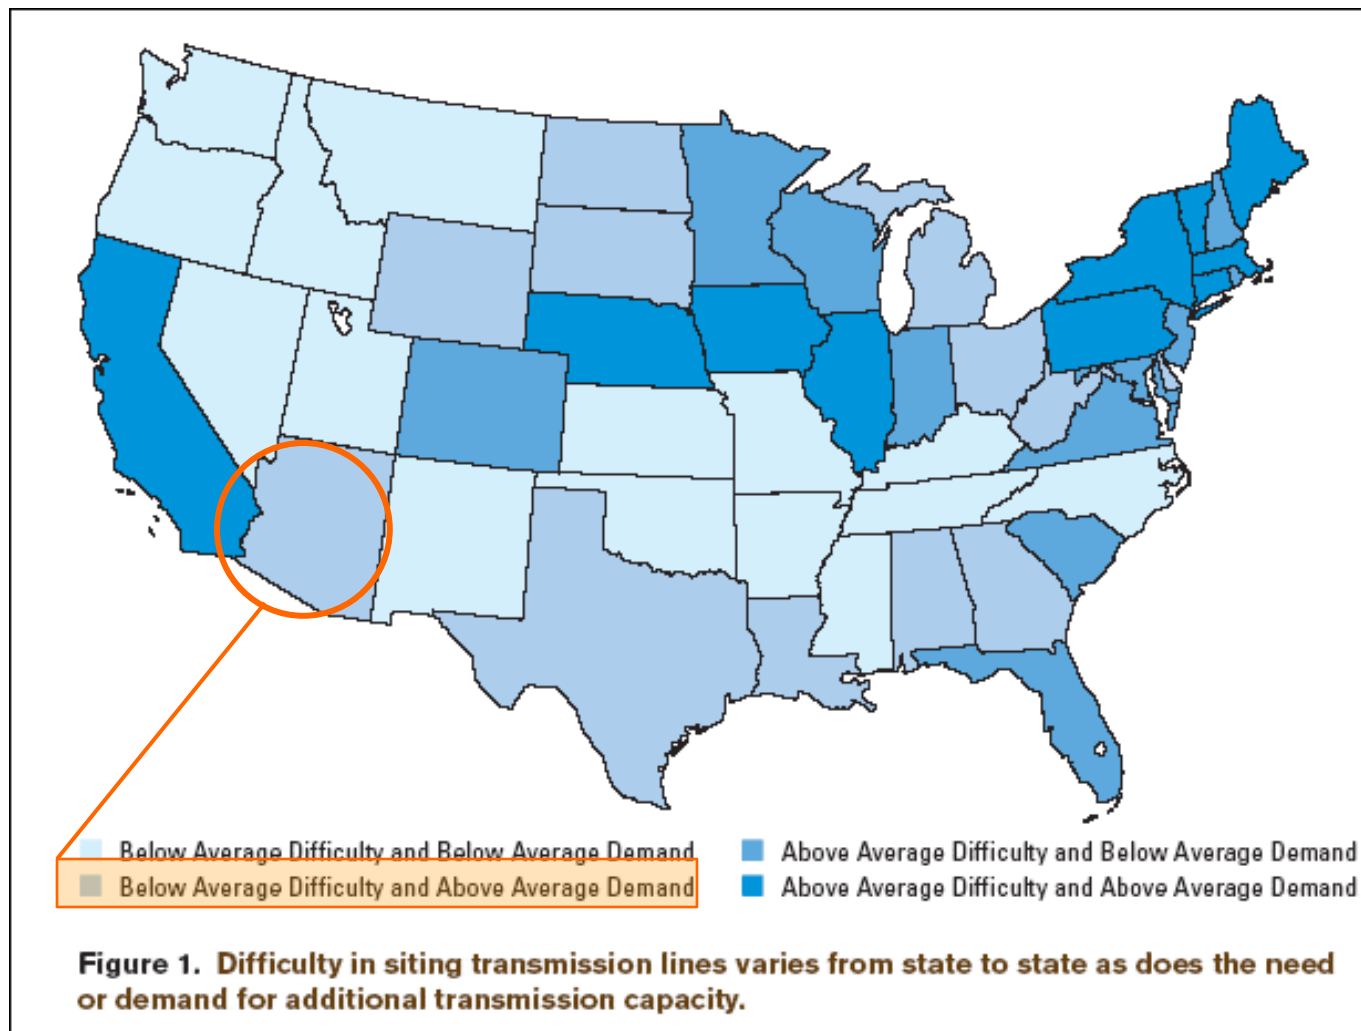 Below Average Difficulty and Below Average Demand
Below Average Difficulty and Above Average Demand
Above Average Difficulty and Below Average Demand
Above Average Difficulty and Above Average Demand
Figure 1. Difficulty in siting transmission lines varies from state to state as does the need
or demand for additional transmission capacity.